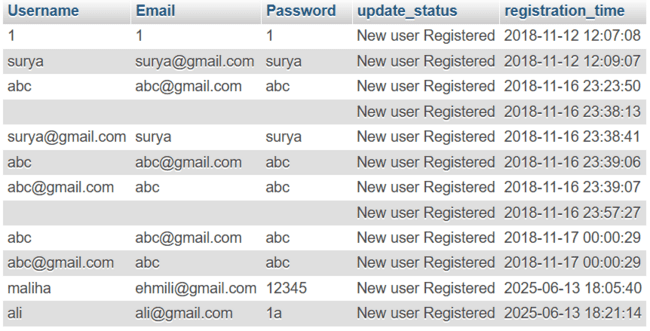 Username Email Password update_status registration_time
1 1 1 New user Registered 2018-11-12 12:07:08
surya surya@gmail.com surya New user Registered 2018-11-12 12:09:07
abc abc@gmail.com abc New user Registered 2018-11-16 23:23:50
New user Registered 2018-11-16 23:38:13
surya@gmail.com surya surya New user Registered 2018-11-16 23:38:41
abc abc@gmail.com abc New user Registered 2018-11-16 23:39:06
abc@gmail.com abc abc New user Registered 2018-11-16 23:39:07
New user Registered 2018-11-16 23:57:27
abc abc@gmail.com abc New user Registered 2018-11-17 00:00:29
abc@gmail.com abc abc New user Registered 2018-11-17 00:00:29
maliha ehmili@gmail.com 12345 New user Registered 2025-06-13 18:05:40
ali ali@gmail.com 1a New user Registered 2025-06-13 18:21:14